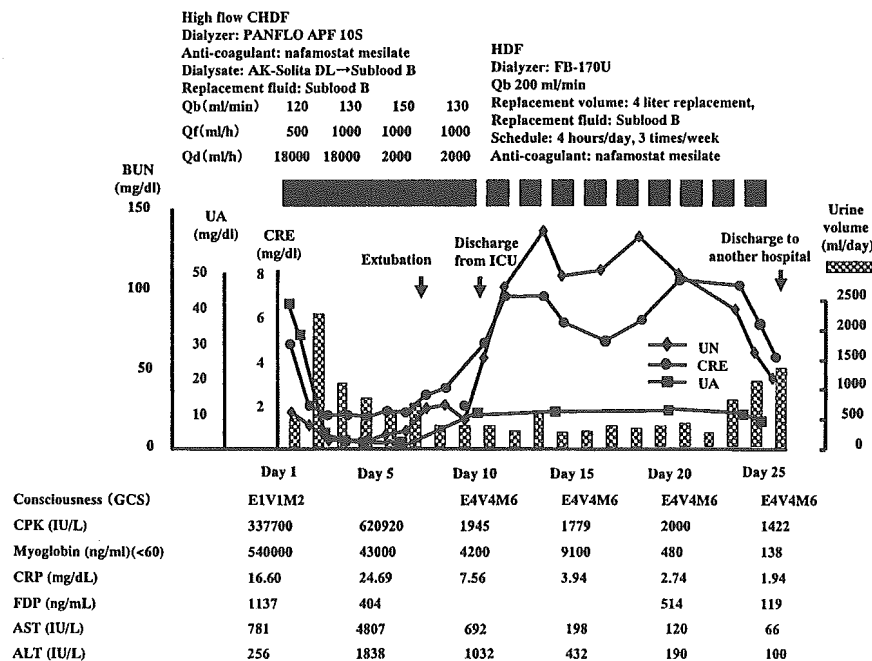 High flow CHDF
Dialyzer: PANFLO APF 10S
Anti-coagulant: nafamostat mesilate
Dialysate: AK-Solita DL→Sublood B
Replacement fluid: Sublood B
Qb(ml/min) 120 130 150 130
Qf(ml/h) 500 1000 1000 1000
Qd(ml/h) 18000 18000 2000 2000
HDF
Dialyzer: FB-170U
Qb 200 ml/min
Replacement volume: 4 liter replacement,
Replacement fluid: Sublood B
Schedule: 4 hours/day, 3 times/week
Anti-coagulant: nafamostat mesilate
BUN
(mg/dl)
150
100
50
0
UA
(mg/dl)
50
40
30
20
10
CRE
(mg/dl)
8
6
4
2
Extubation
Discharge
from ICU
Discharge to
another hospital
Urine
volume
(ml/day)
2500
2000
1500
1000
500
0
UN
CRE
UA
Day 1 Day 5 Day 10 Day 15 Day 20 Day 25
Consciousness (GCS) E1V1M2 E4V4M6 E4V4M6 E4V4M6 E4V4M6
CPK (IU/L) 337700 620920 1945 1779 2000 1422
Myoglobin (ng/ml)(<60) 540000 43000 4200 9100 480 138
CRP (mg/dL) 16.60 24.69 7.56 3.94 2.74 1.94
FDP (ng/mL) 1137 404 514 119
AST (IU/L) 781 4807 692 198 120 66
ALT (IU/L) 256 1838 1032 432 190 100